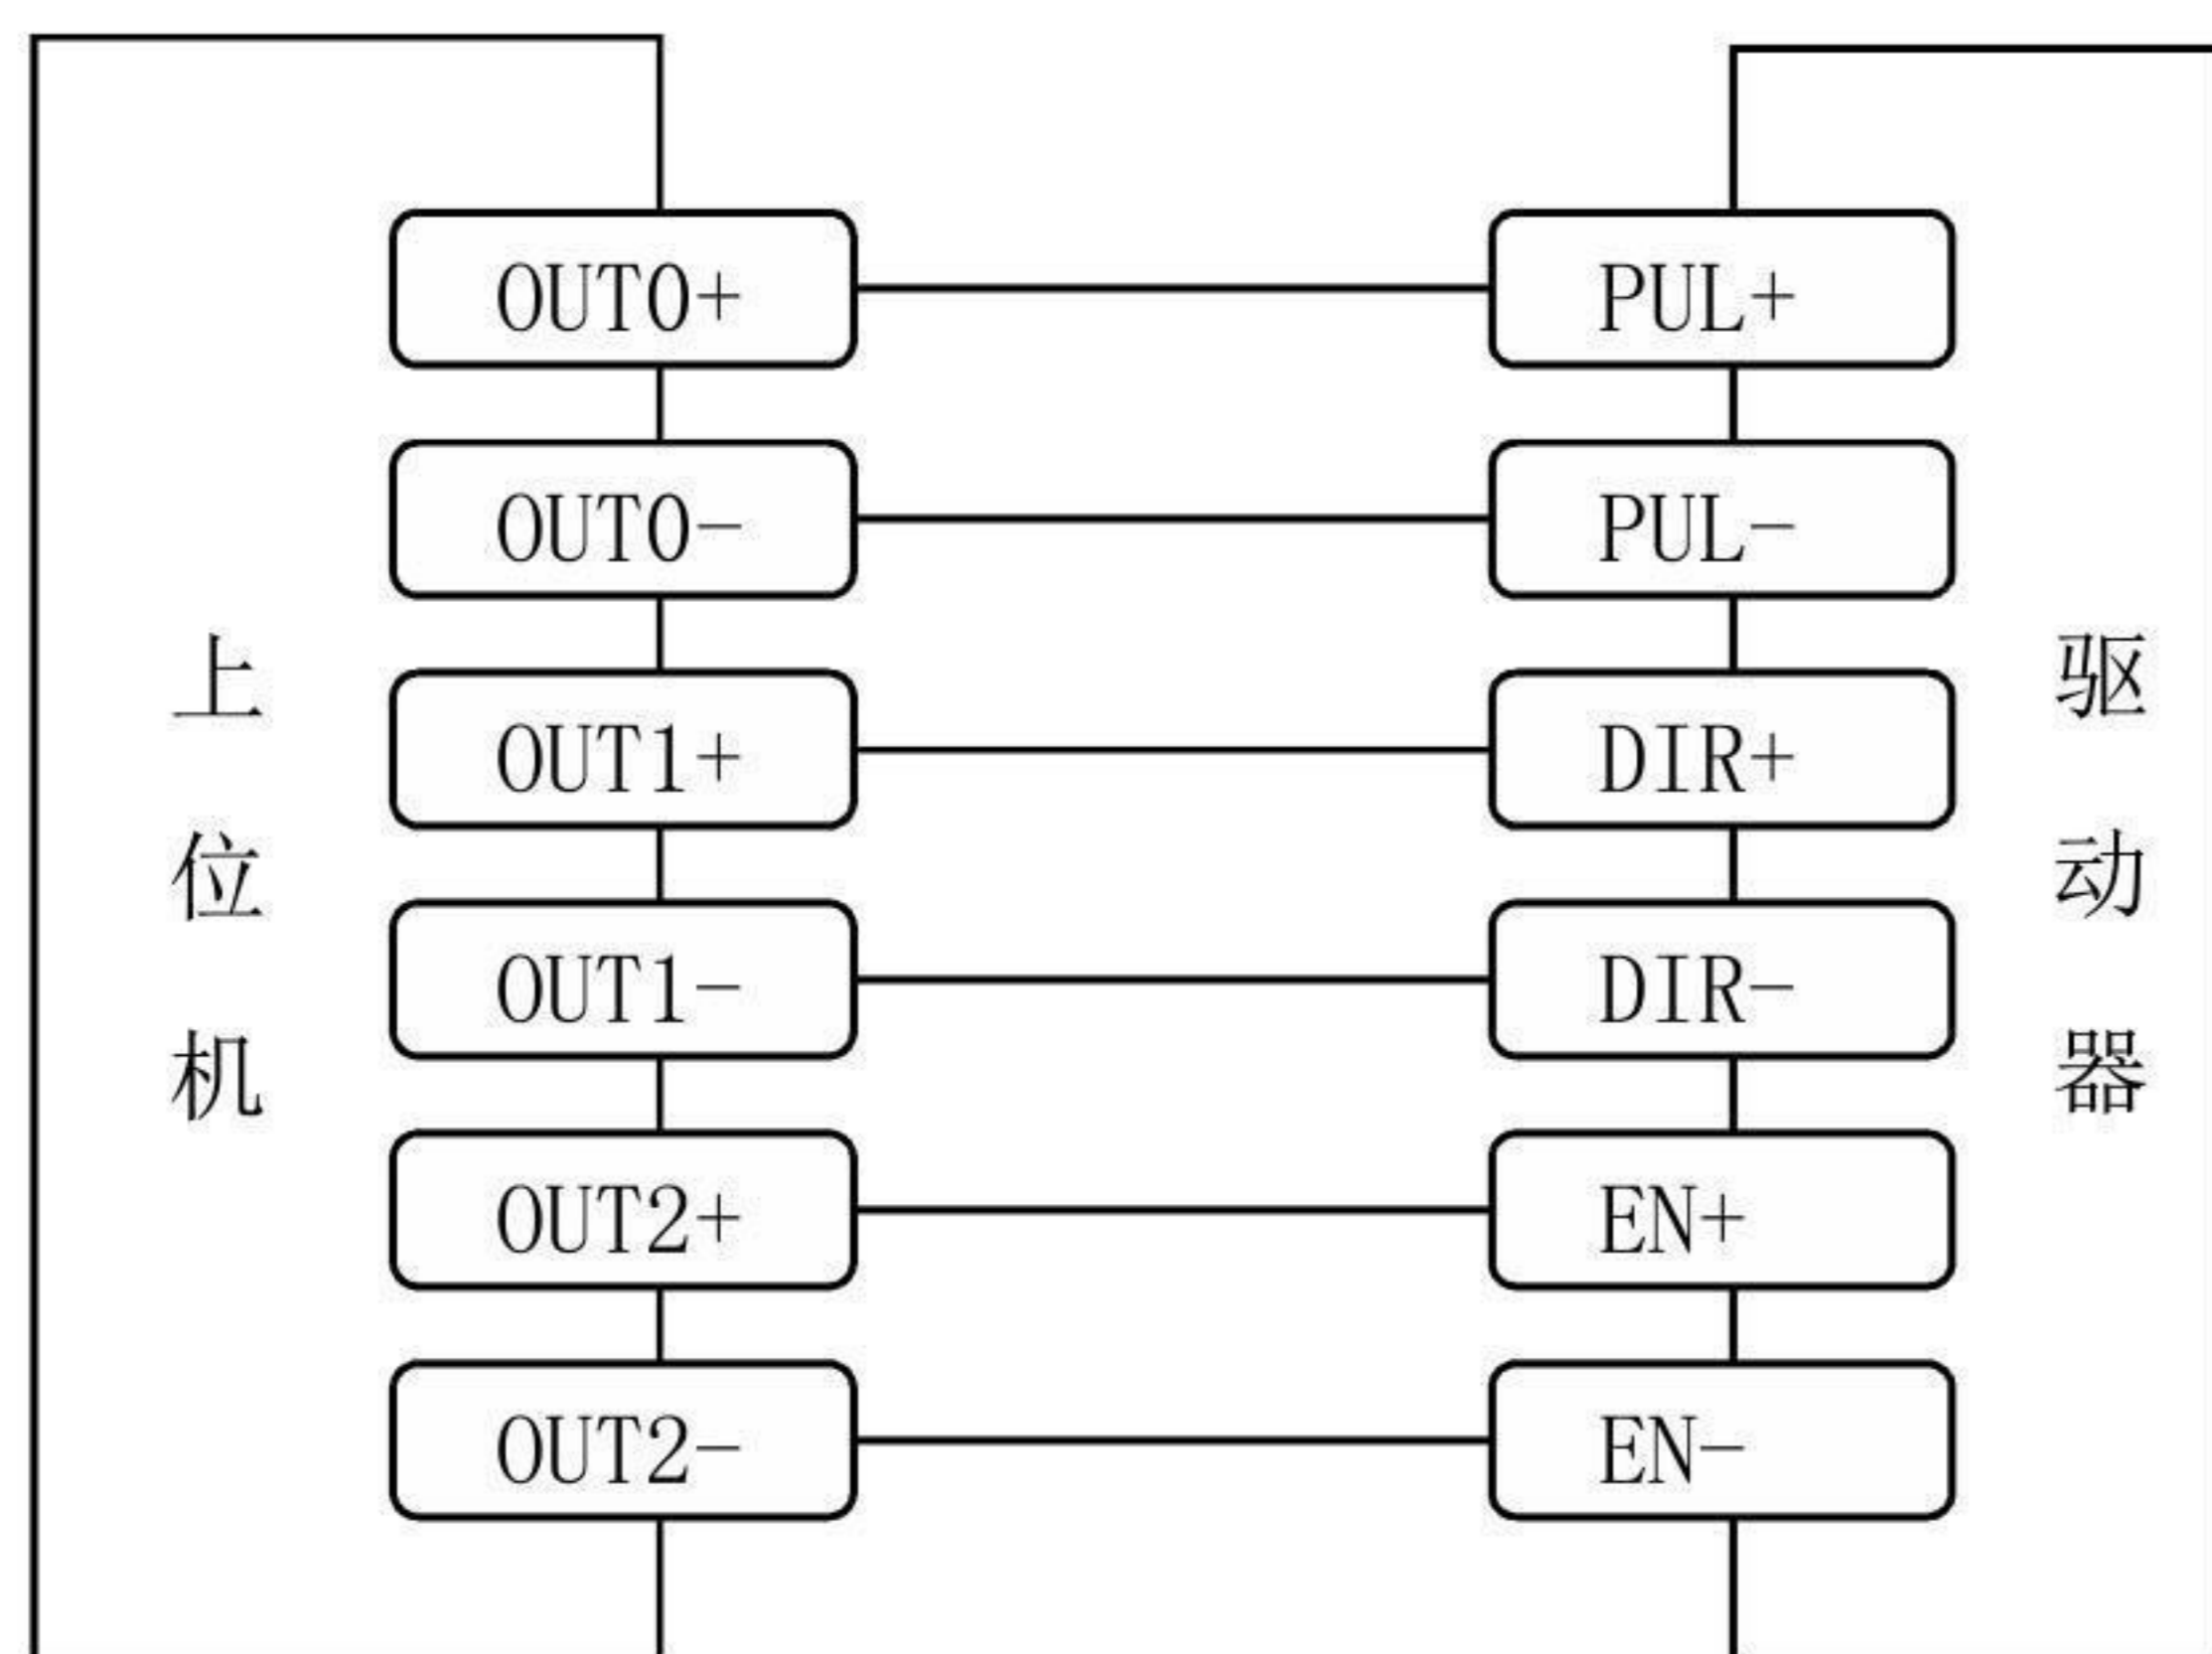 OUT0+
PUL+
OUT0-
PUL-
OUT1+
DIR+
OUT1-
DIR-
OUT2+
EN+
OUT2-
EN-
上位机
驱动器